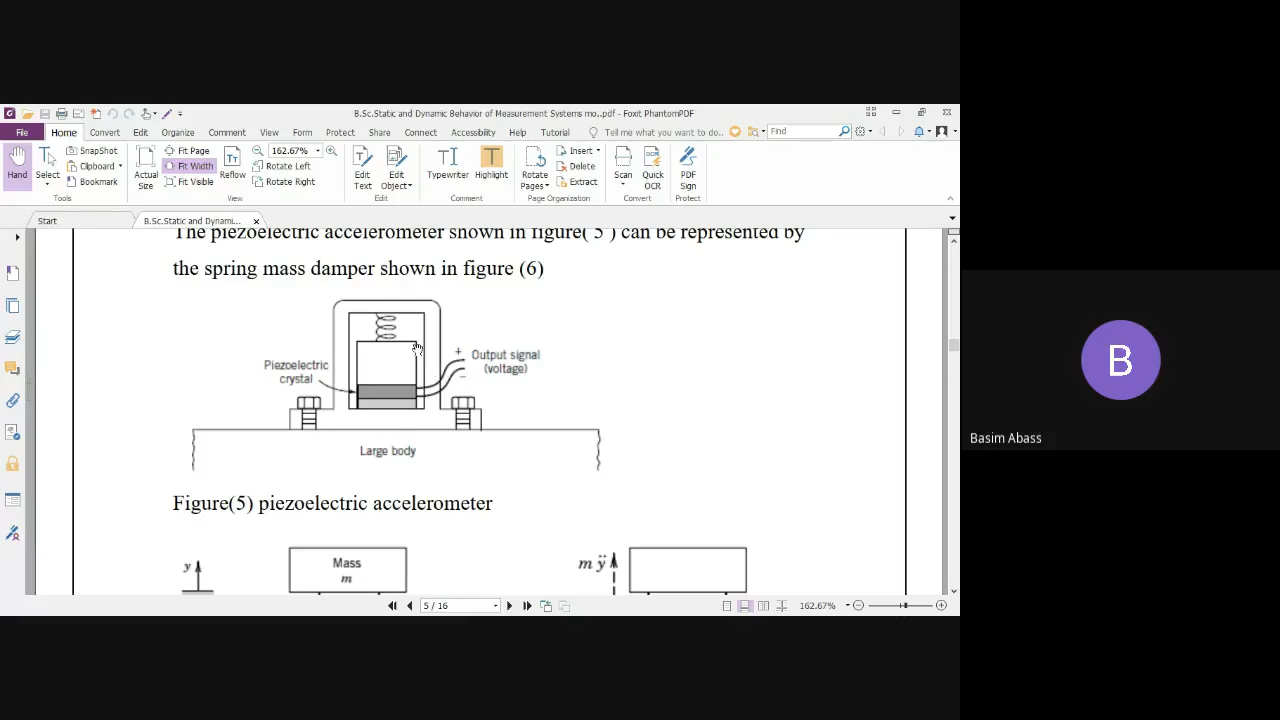 B.Sc.Static and Dynamic Behavior of Measurement Systems mo..pdf - Foxit PhantomPDF
File Home Convert Edit Organize Comment View Form Protect Share Connect Accessibility Help Tutorial Tell me what you want to do.. Find
Hand
Select
SnapShot
Clipboard
Bookmark
Tools
Actual
Size
Fit Page
Fit Width
Fit Visible
Reflow
162.67%
Rotate Left
Rotate Right
View
Edit
Text
Edit
Object
Edit
Typewriter
Highlight
Comment
Rotate
Pages
Insert
Delete
Extract
Page Organization
Scan
Quick
OCR
Convert
PDF
Sign
Protect
Start
B.Sc.Static and Dynami...
The piezoelectric accelerometer shown in figure( 5 ) can be represented by
the spring mass damper shown in figure (6)
Piezoelectric
crystal
+
−
Output signal
(voltage)
Large body
Figure(5) piezoelectric accelerometer
y
Mass
m
m ÿ
5 / 16
162.67%
B
Basim Abass